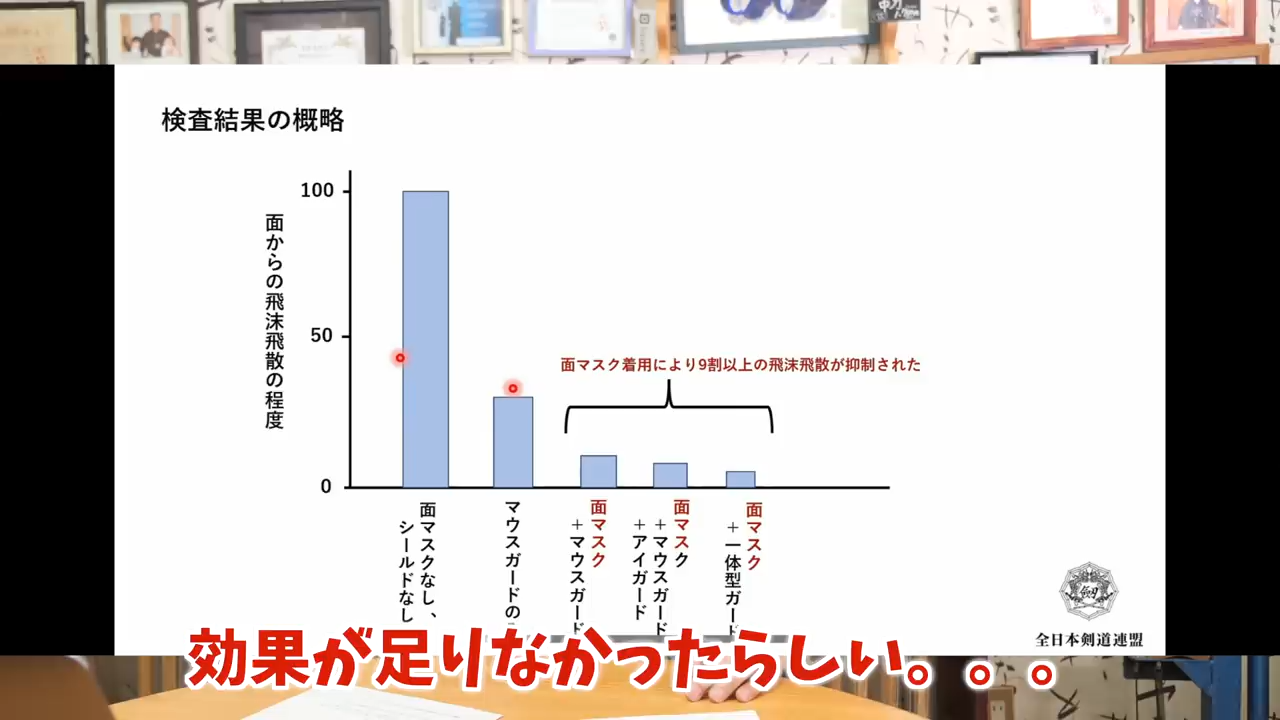 検査結果の概略
面からの飛沫飛散の程度
100
50
0
面マスク着用により9割以上の飛沫飛散が抑制された
面マスクなし、
シールドなし
マウスガードの
面マスク
+マウスガード
面マスク
+マウスガード
+アイガード
面マスク
+一体型ガード
全日本剣道連盟
効果が足りなかったらしい。。。